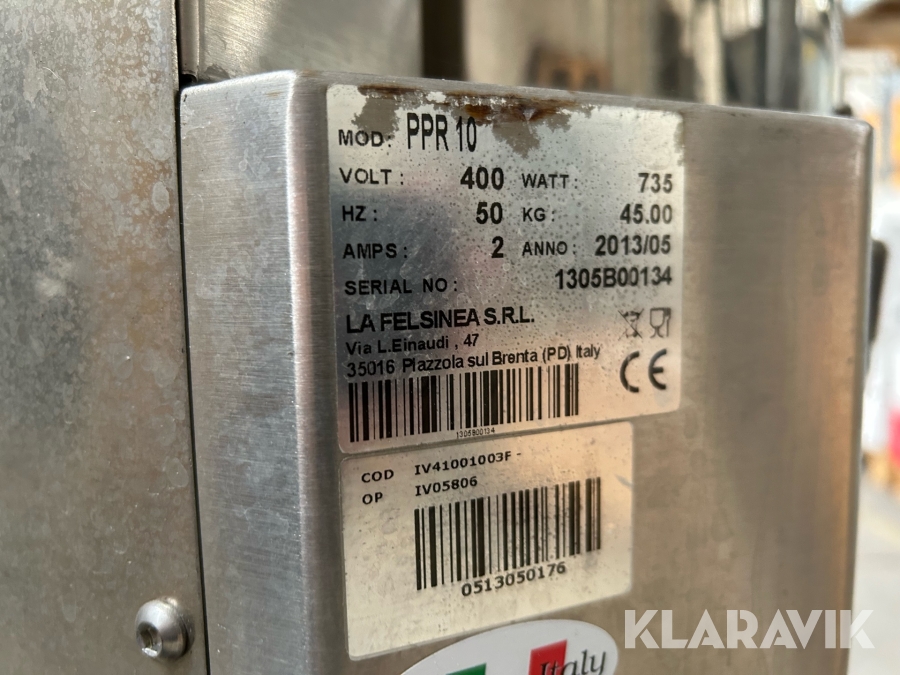 MOD: PPR 10
VOLT : 400 WATT : 735
HZ : 50 KG : 45.00
AMPS : 2 ANNO : 2013/05
SERIAL NO : 1305B00134
LA FELSINEA S.R.L.
Via L.Einaudi , 47
35016 Piazzola sul Brenta (PD) Italy
CE
1305B00134
COD IV41001003F -
OP IV05806
0513050176
Italy
KLARAVIK